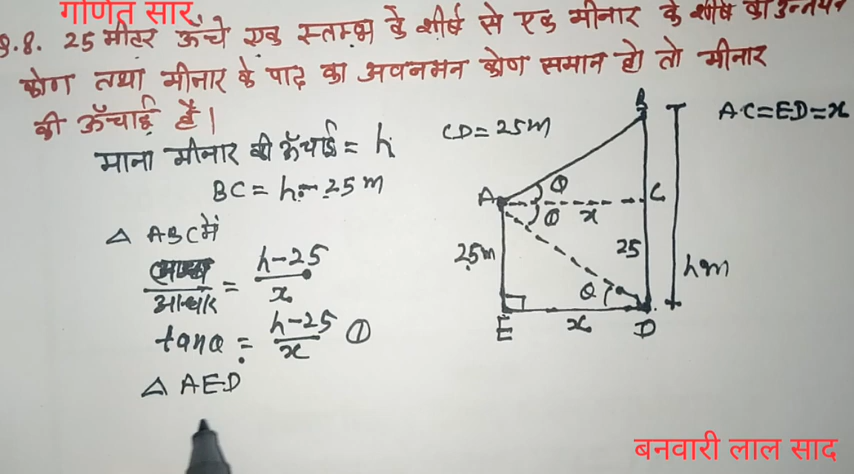 गणित सार
8. 25 मीटर ऊँचे एक स्तम्भ के शीर्ष से एक मीनार के शीर्ष का उन्नयन
कोण तथा मीनार के पाद का अवनमन कोण समान हो तो मीनार
की ऊँचाई है।
माना मीनार की ऊँचाई = h
BC = h - 25 m
△ ABC में
आधार = h-25
x
tanθ = h-25
x ①
△ AED
CD = 25m
AC = ED = x
A
θ
θ
x
C
25m
25
hm
θ
E
x
D
बनवारी लाल साद